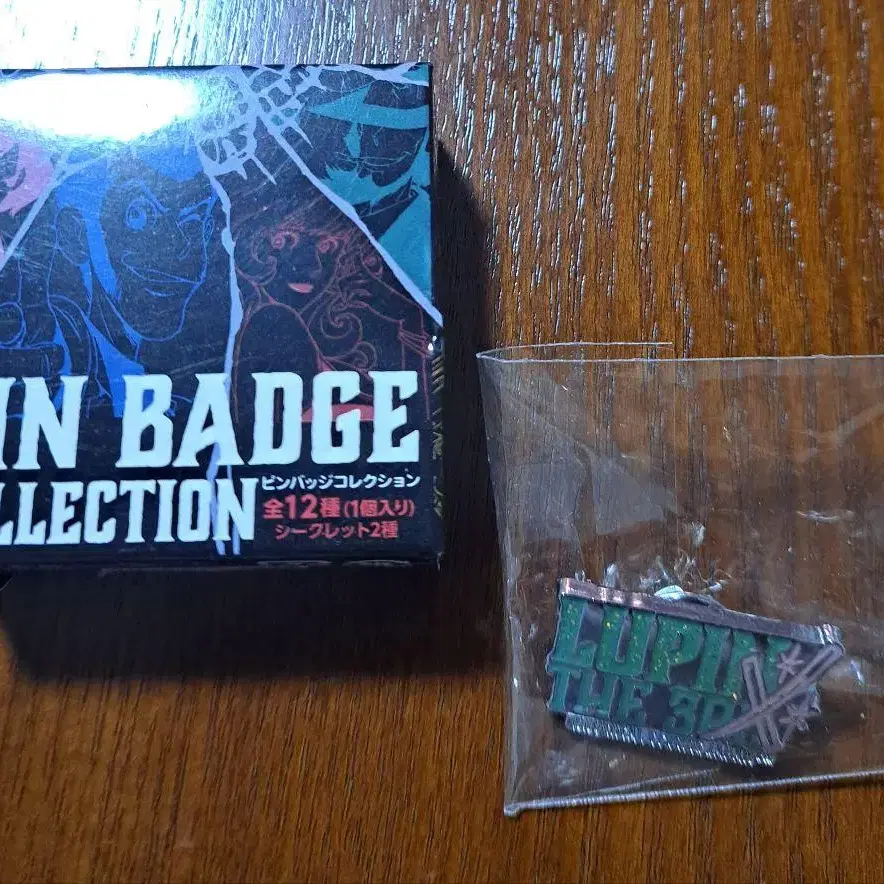 IN BADGE
LLECTION
ピンバッジコレクション
全12種(1個入り)
シークレット2種
LUPIN
THE 3R